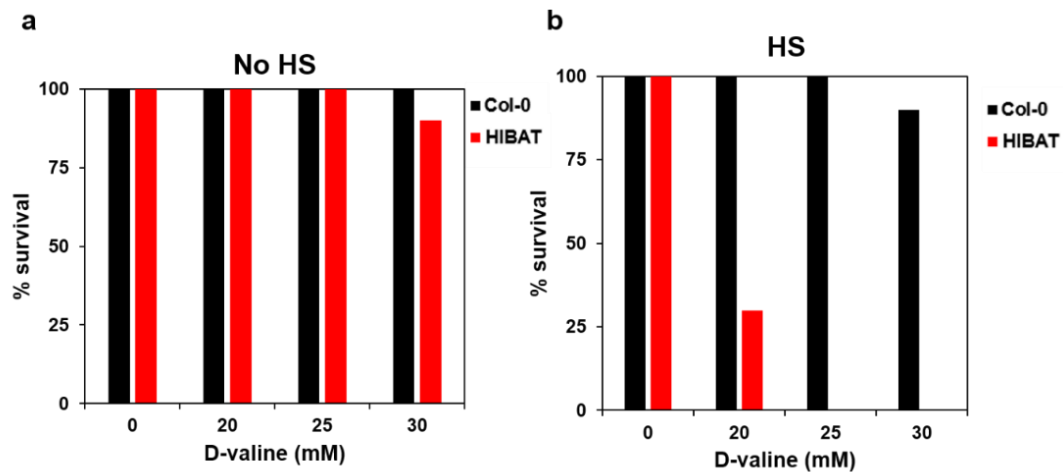 a
No HS
100
75
50
25
0
% survival
0 20 25 30
D-valine (mM)
Col-0
HIBAT
b
HS
100
75
50
25
0
% survival
0 20 25 30
D-valine (mM)
Col-0
HIBAT